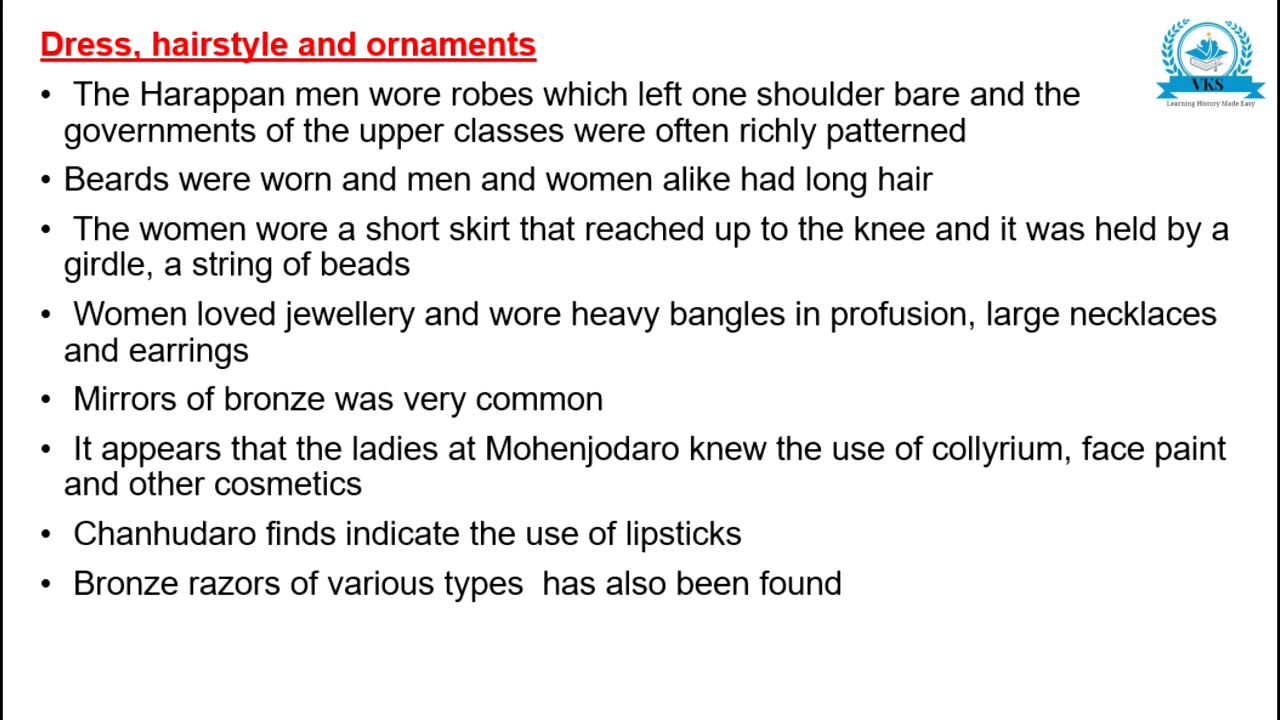 Dress, hairstyle and ornaments
• The Harappan men wore robes which left one shoulder bare and the
governments of the upper classes were often richly patterned
• Beards were worn and men and women alike had long hair
• The women wore a short skirt that reached up to the knee and it was held by a
girdle, a string of beads
• Women loved jewellery and wore heavy bangles in profusion, large necklaces
and earrings
• Mirrors of bronze was very common
• It appears that the ladies at Mohenjodaro knew the use of collyrium, face paint
and other cosmetics
• Chanhudaro finds indicate the use of lipsticks
• Bronze razors of various types  has also been found
VKS
Learning History Made Easy